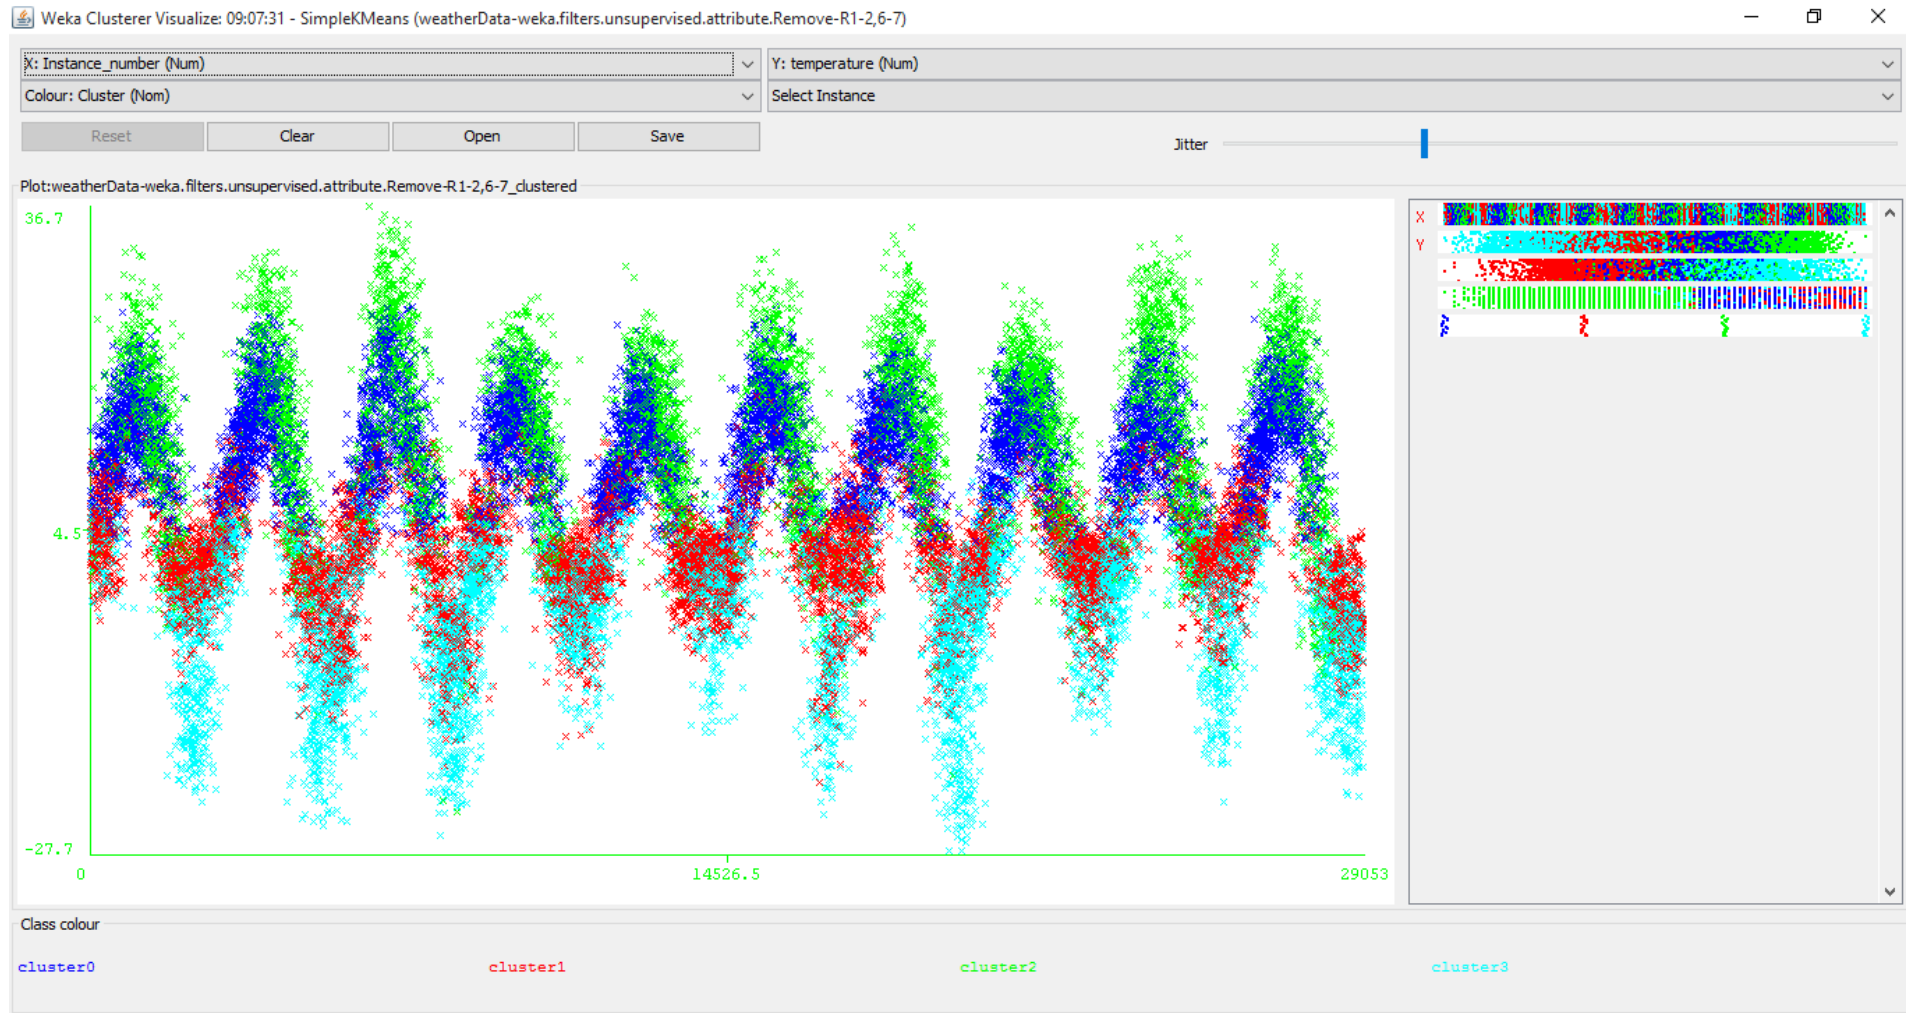 Weka Clusterer Visualize: 09:07:31 - SimpleKMeans (weatherData-weka.filters.unsupervised.attribute.Remove-R1-2,6-7)
X: Instance_number (Num)
Y: temperature (Num)
Colour: Cluster (Nom)
Select Instance
Reset
Clear
Open
Save
Jitter
Plot:weatherData-weka.filters.unsupervised.attribute.Remove-R1-2,6-7_clustered
36.7
4.5
-27.7
0
14526.5
29053
X
Y
Class colour
cluster0
cluster1
cluster2
cluster3